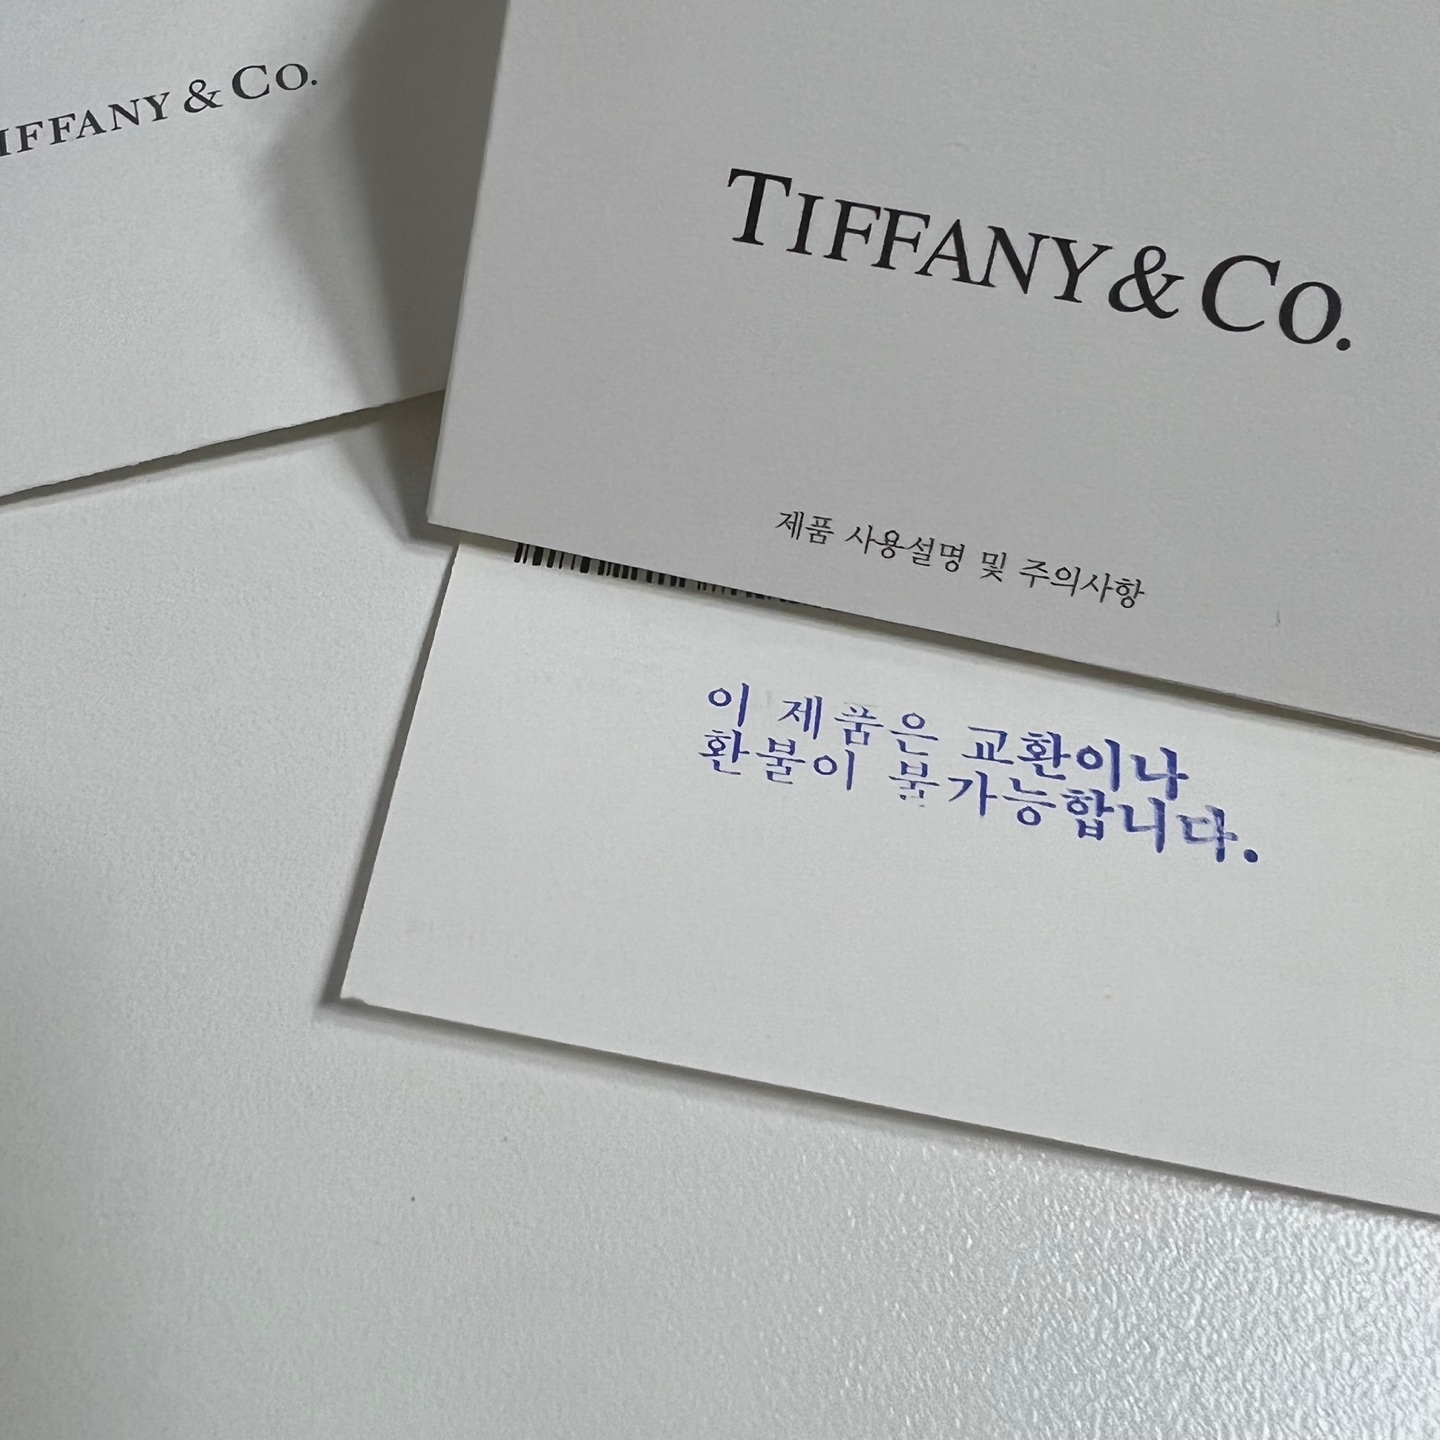 TIFFANY & CO.
TIFFANY & CO.
제품 사용설명 및 주의사항
이 제품은 교환이나
환불이 불가능합니다.